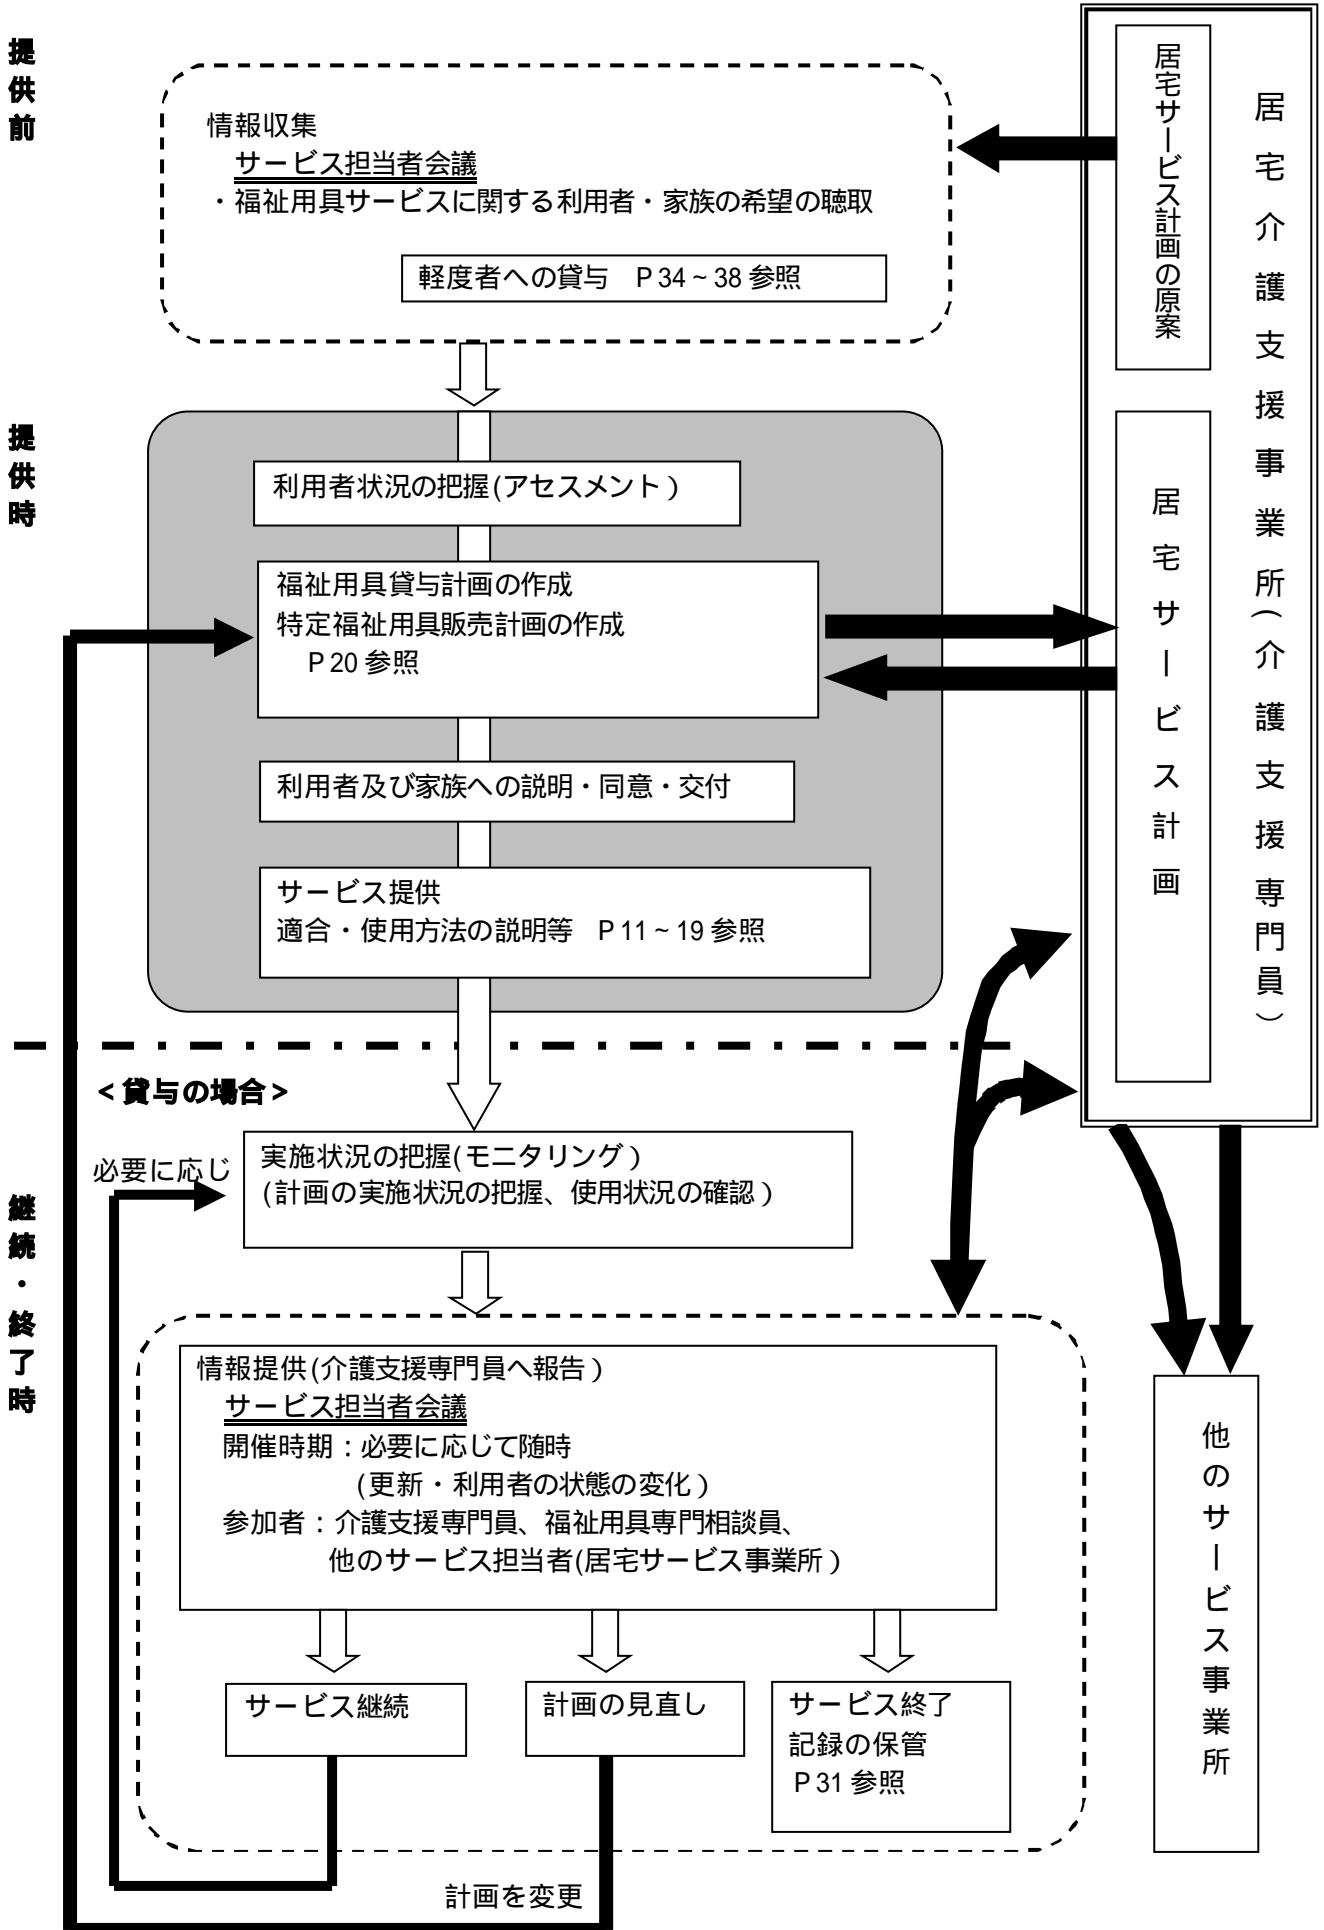 提供前
情報収集
サービス担当者会議
・福祉用具サービスに関する利用者・家族の希望の聴取
軽度者への貸与 P34~38参照
居宅サービス計画の原案
居宅介護支援事業所(介護支援専門員)
提供時
利用者状況の把握(アセスメント)
福祉用具貸与計画の作成
特定福祉用具販売計画の作成
P20参照
居宅サービス計画
利用者及び家族への説明・同意・交付
サービス提供
適合・使用方法の説明等 P11~19参照
<貸与の場合>
継続・終了時
必要に応じ
実施状況の把握(モニタリング)
(計画の実施状況の把握、使用状況の確認)
情報提供(介護支援専門員へ報告)
サービス担当者会議
開催時期:必要に応じて随時
(更新・利用者の状態の変化)
参加者:介護支援専門員、福祉用具専門相談員、
他のサービス担当者(居宅サービス事業所)
他のサービス事業所
サービス継続
計画の見直し
サービス終了
記録の保管
P31参照
計画を変更